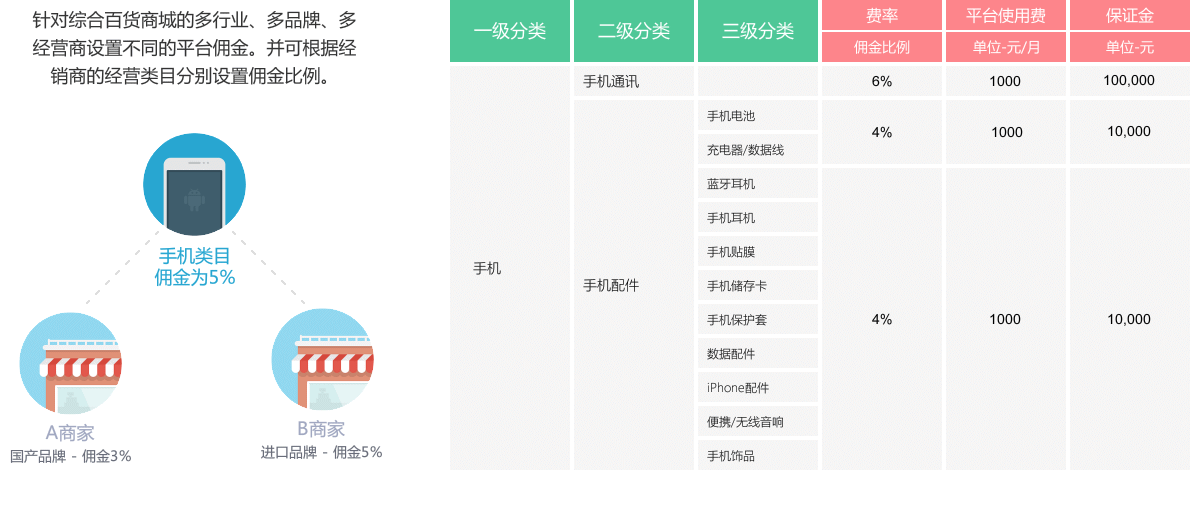 针对综合百货商城的多行业、多品牌、多
经营商设置不同的平台佣金。并可根据经
销商的经营类目分别设置佣金比例。
手机类目
佣金为5%
A商家
国产品牌 - 佣金3%
B商家
进口品牌 - 佣金5%
一级分类 二级分类 三级分类 费率 平台使用费 保证金
佣金比例 单位-元/月 单位-元
手机通讯 6% 1000 100,000
手机电池
4% 1000 10,000
充电器/数据线
蓝牙耳机
手机耳机
手机贴膜
手机
手机配件 手机储存卡
手机保护套 4% 1000 10,000
数据配件
iPhone配件
便携/无线音响
手机饰品